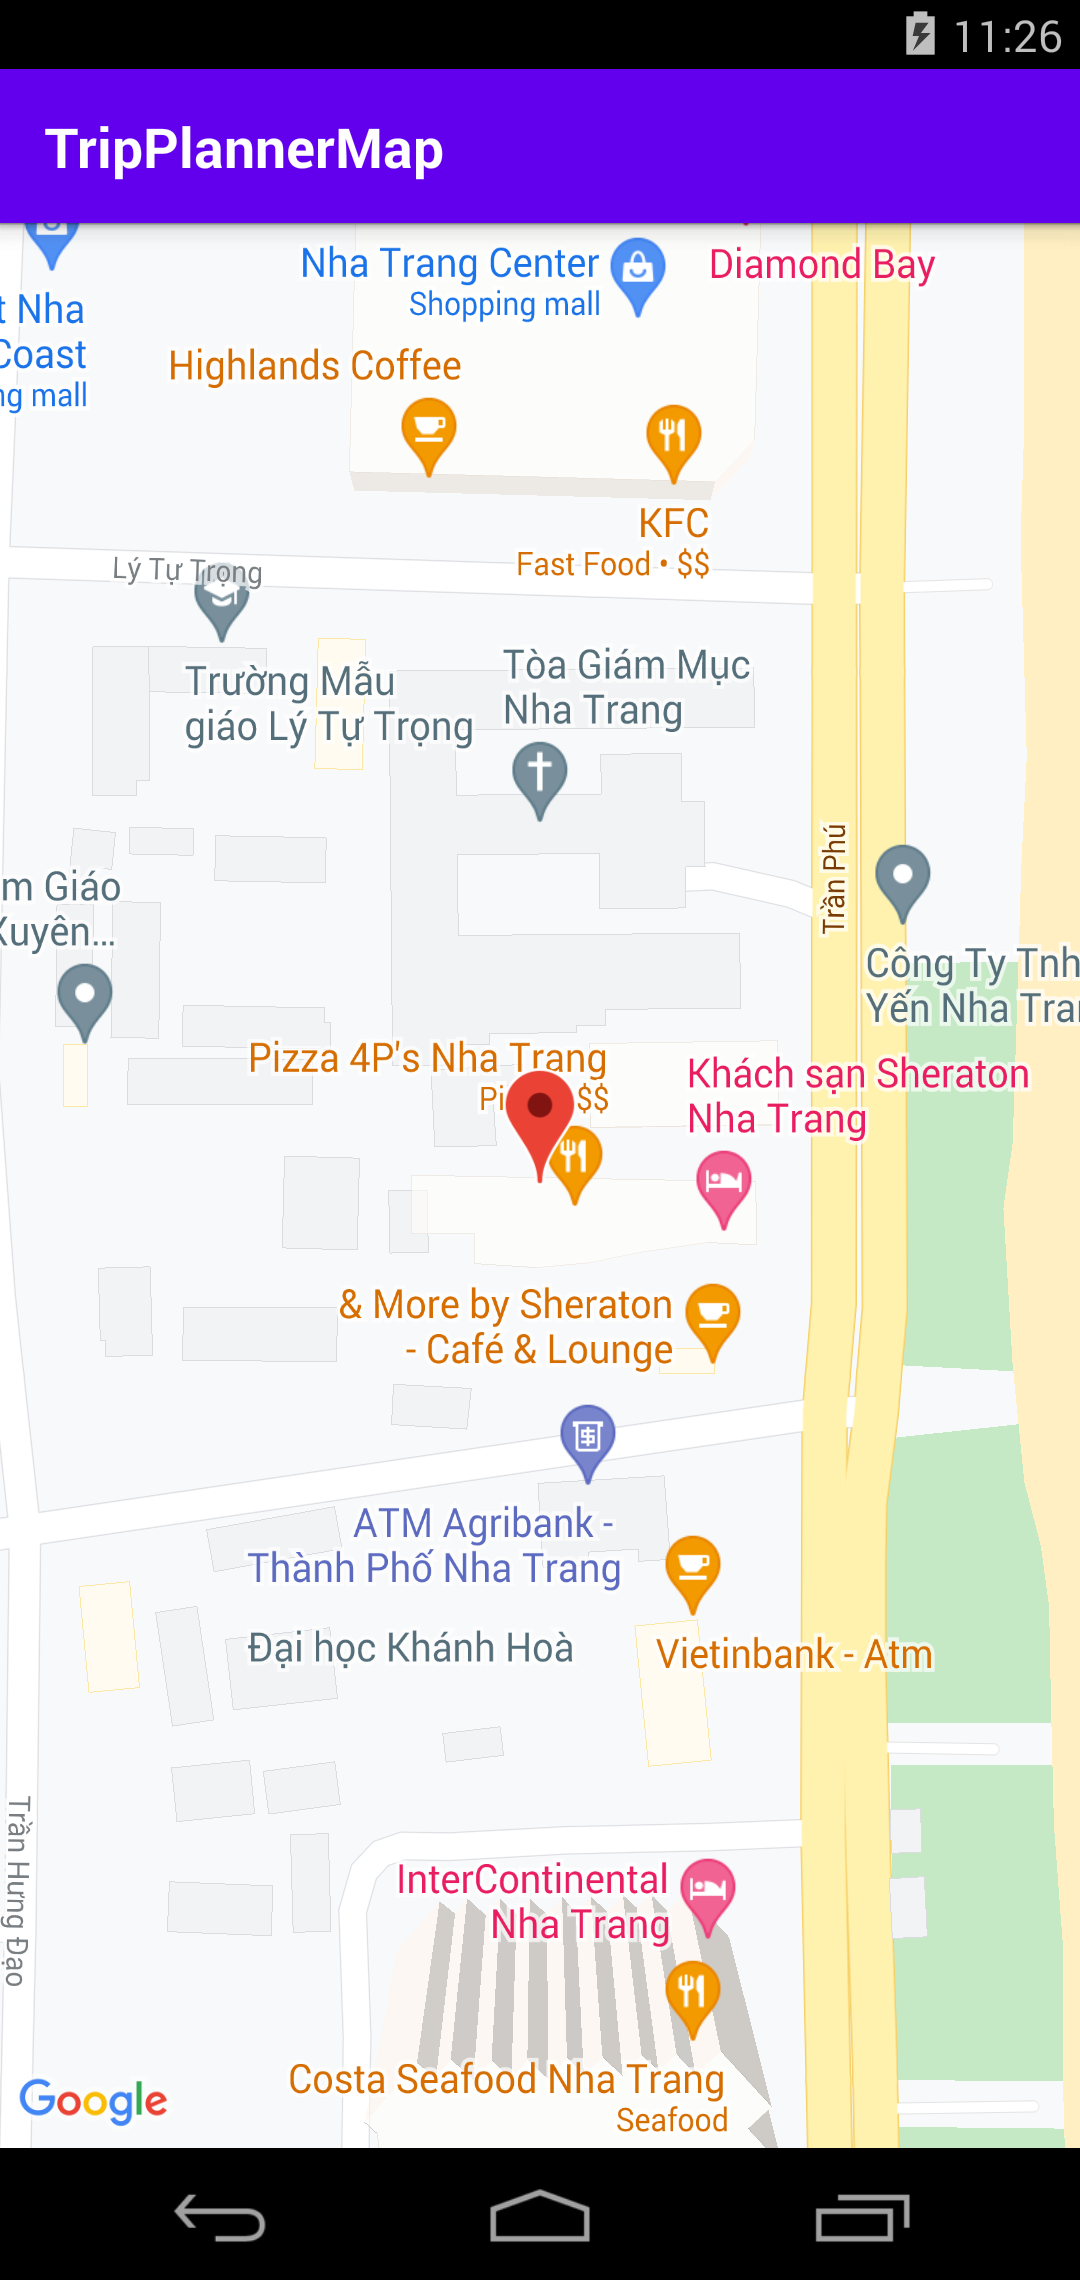 11:26
TripPlannerMap
Nha Trang Center
Shopping mall
Diamond Bay
t Nha
Coast
ng mall
Highlands Coffee
KFC
Fast Food • $$
Lý Tự Trọng
Trường Mẫu
giáo Lý Tự Trọng
Tòa Giám Mục
Nha Trang
Trần Phú
m Giáo
Xuyên...
Công Ty Tnh
Yến Nha Tra
Pizza 4P's Nha Trang
Pi $$
Khách sạn Sheraton
Nha Trang
& More by Sheraton
- Café & Lounge
ATM Agribank -
Thành Phố Nha Trang
Đại học Khánh Hoà
Vietinbank - Atm
Trần Hưng Đạo
InterContinental
Nha Trang
Costa Seafood Nha Trang
Seafood
Google